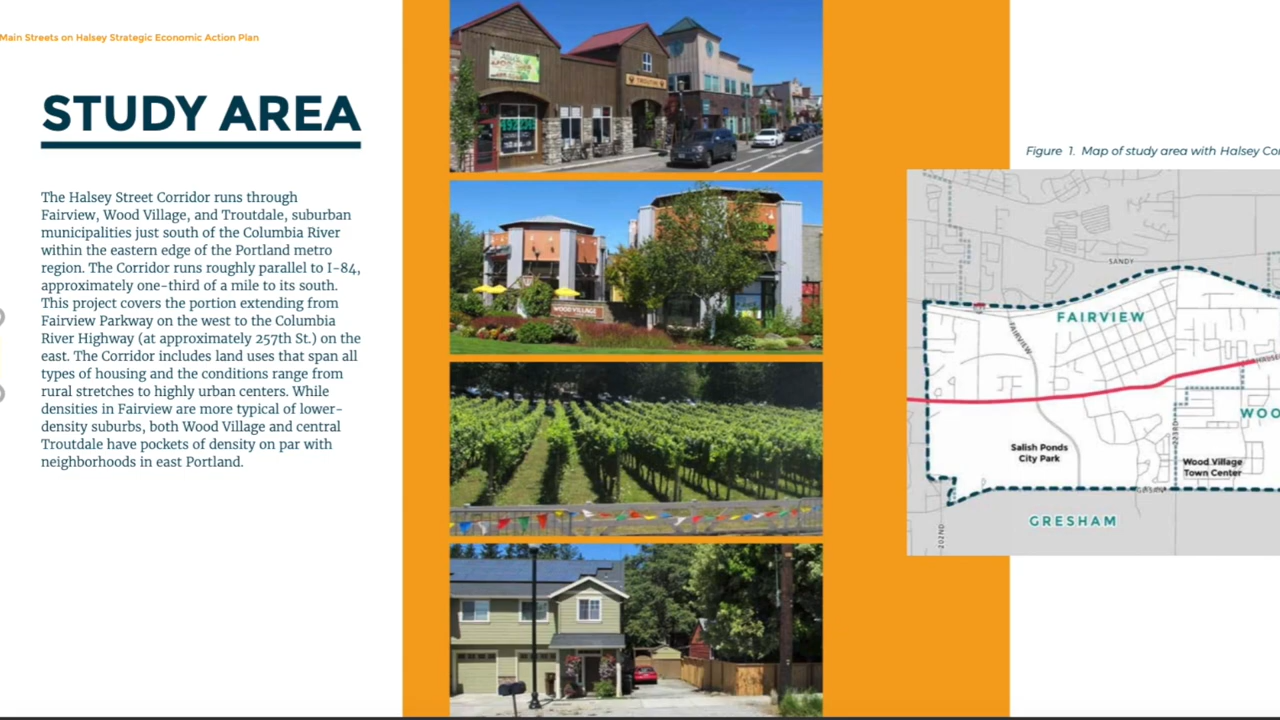 Main Streets on Halsey Strategic Economic Action Plan
STUDY AREA
The Halsey Street Corridor runs through
Fairview, Wood Village, and Troutdale, suburban
municipalities just south of the Columbia River
within the eastern edge of the Portland metro
region. The Corridor runs roughly parallel to I-84,
approximately one-third of a mile to its south.
This project covers the portion extending from
Fairview Parkway on the west to the Columbia
River Highway (at approximately 257th St.) on the
east. The Corridor includes land uses that span all
types of housing and the conditions range from
rural stretches to highly urban centers. While
densities in Fairview are more typical of lower-
density suburbs, both Wood Village and central
Troutdale have pockets of density on par with
neighborhoods in east Portland.
WOOD VILLAGE
Figure 1. Map of study area with Halsey Co
SANDY
FAIRVIEW
FAIRVIEW
WOO
223RD
Salish Ponds
City Park
Wood Village
Town Center
GLISAN
GRESHAM
202ND